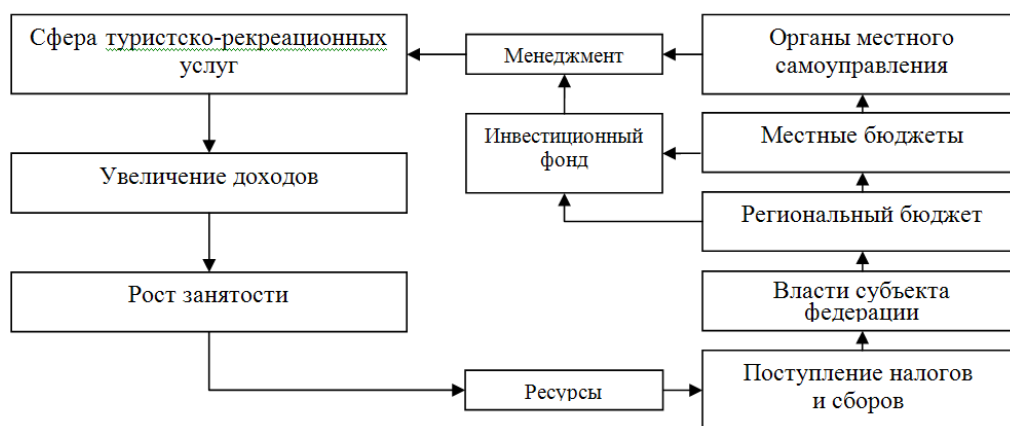 Сфера туристско-рекреационных
услуг
Менеджмент
Органы местного
самоуправления
Инвестиционный
фонд
Местные бюджеты
Увеличение доходов
Региональный бюджет
Рост занятости
Власти субъекта
федерации
Ресурсы
Поступление налогов
и сборов